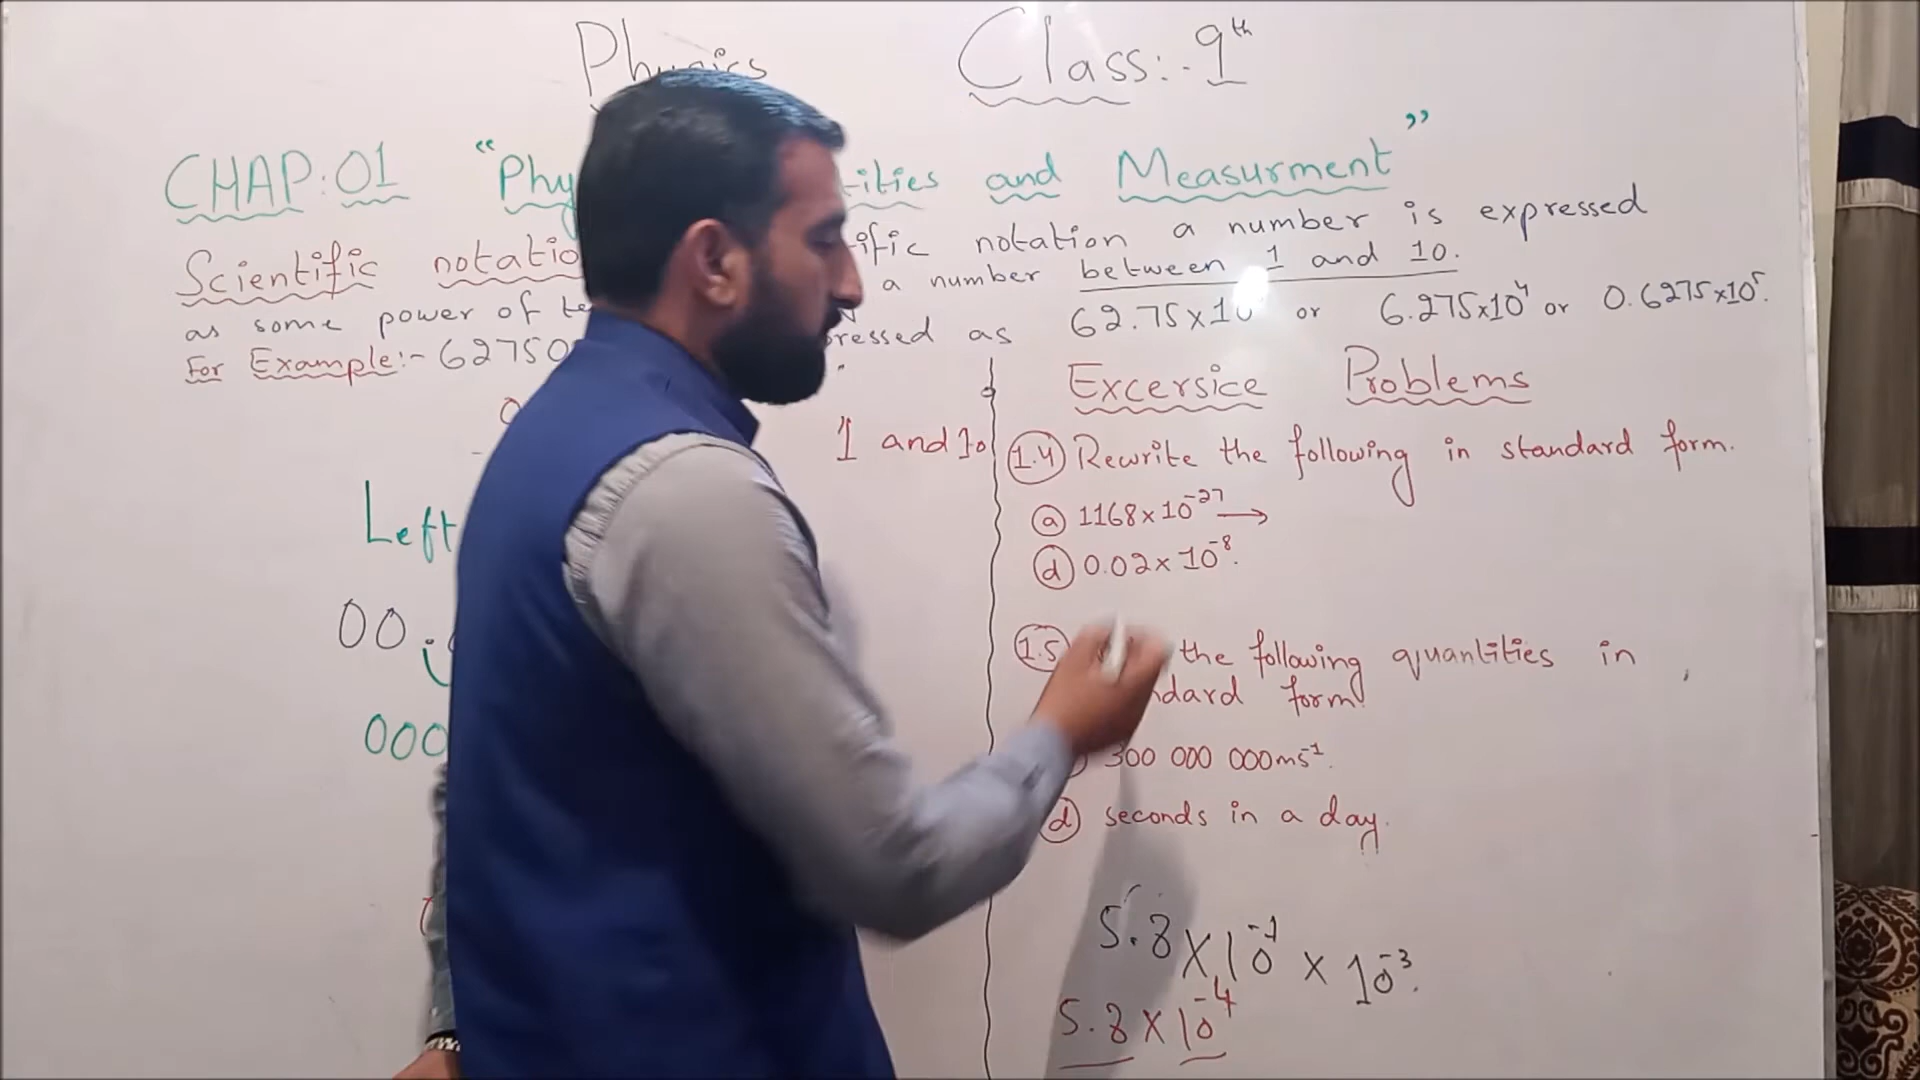 Physics Class:- 9th
CHAP:01 "Phy ities and Measurment"
Scientific notatio ific notation a number is expressed
as some power of te a number between 1 and 10.
For Example:- 6275 ressed as 62.75x10 or 6.275x10⁴ or 0.6275x10⁵.
Excersice Problems
1 and 10
1.4 Rewrite the following in standard form.
a 1168x10⁻²⁷ →
d 0.02x10⁻⁸.
Left
00.
000
1.5 the following quantities in
ndard form
300 000 000ms⁻¹.
d seconds in a day.
5.8x10⁻¹ x 10⁻³.
5.8x10⁻⁴